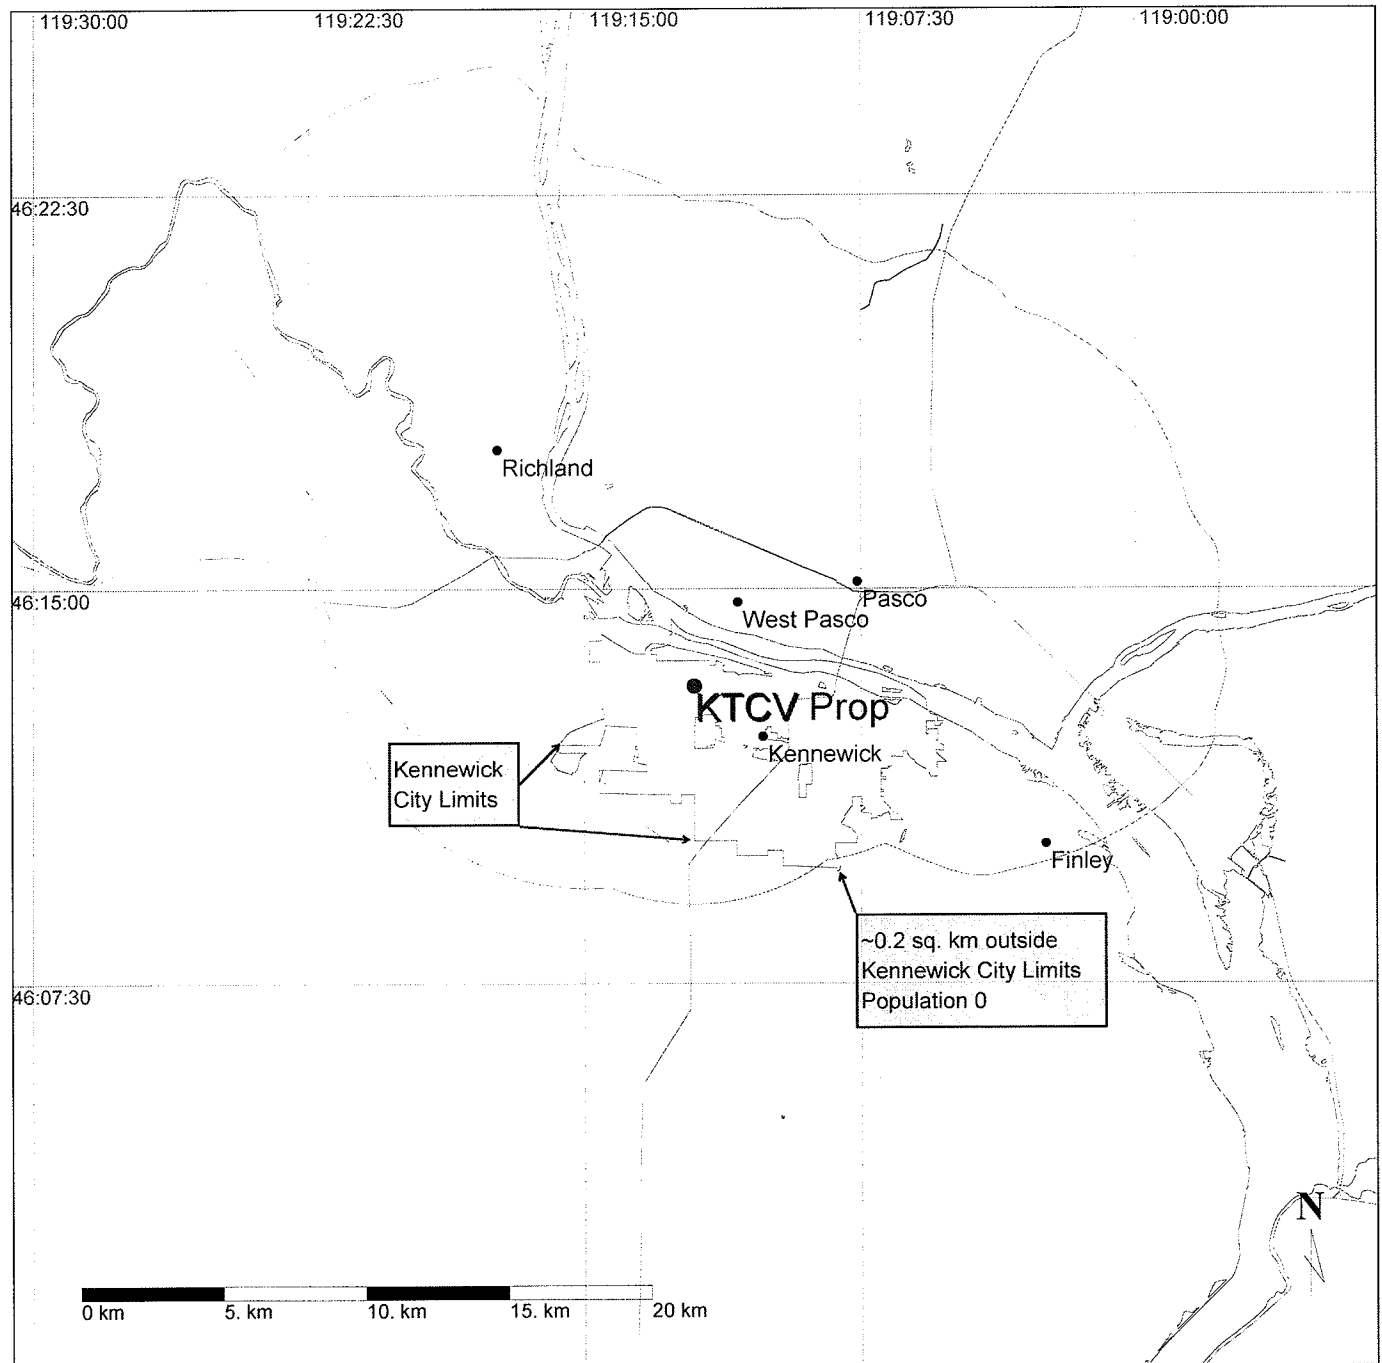 119:30:00
119:22:30
119:15:00
119:07:30
119:00:00
46:22:30
Richland
46:15:00
Pasco
West Pasco
KTCV Prop
Kennewick
Kennewick
City Limits
Finley
~0.2 sq. km outside
Kennewick City Limits
Population 0
46:07:30
N
0 km
5. km
10. km
15. km
20 km